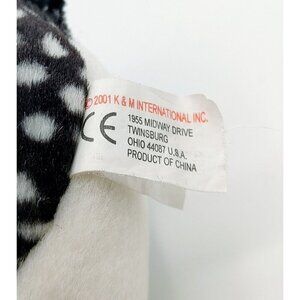 © 2001 K & M INTERNATIONAL INC.
CE
1955 MIDWAY DRIVE
TWINSBURG
OHIO 44087 U.S.A.
PRODUCT OF CHINA